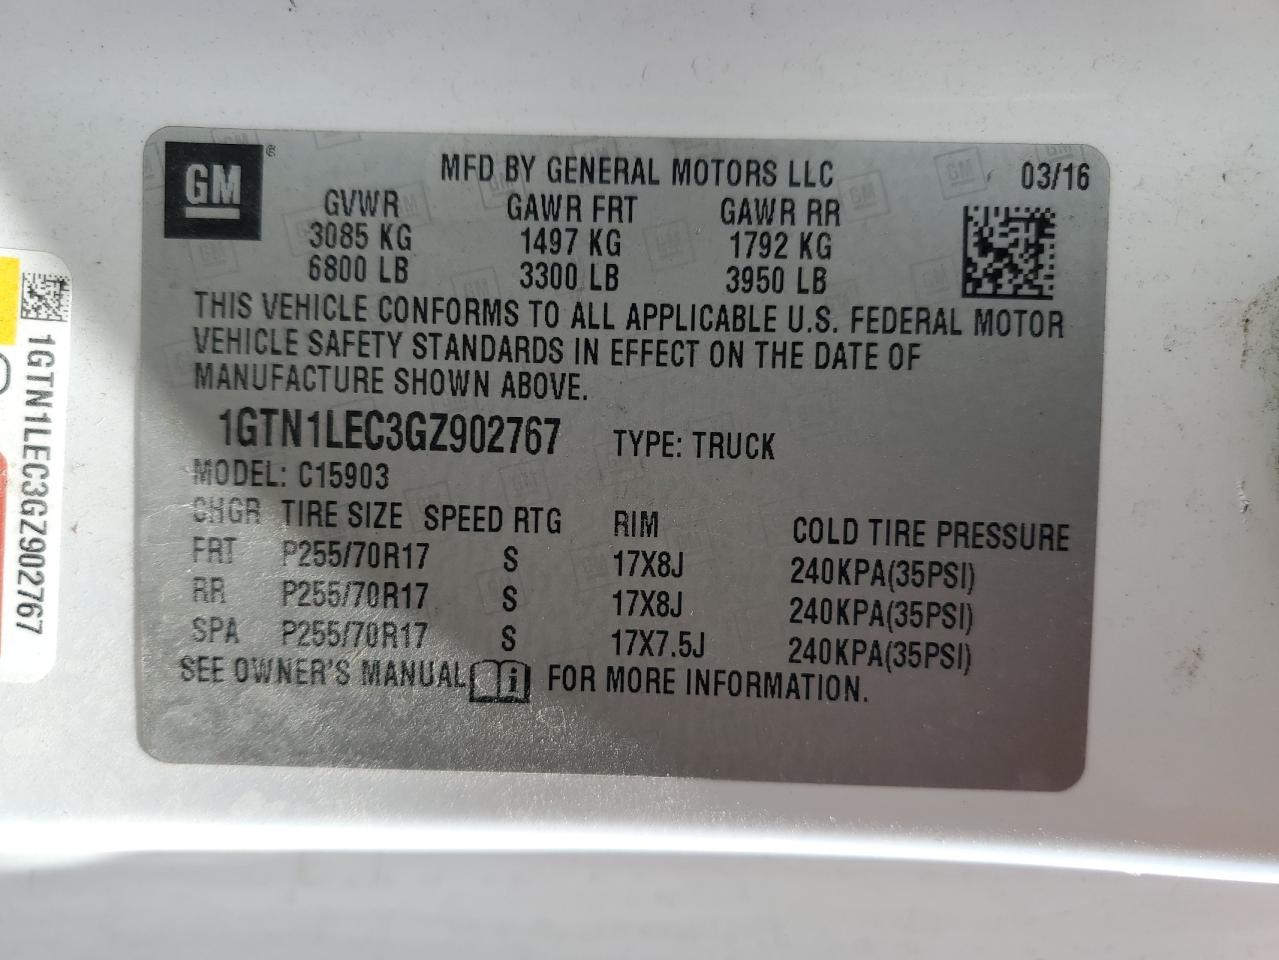 GM ®
MFD BY GENERAL MOTORS LLC 03/16
GVWR GAWR FRT GAWR RR
3085 KG 1497 KG 1792 KG
6800 LB 3300 LB 3950 LB
THIS VEHICLE CONFORMS TO ALL APPLICABLE U.S. FEDERAL MOTOR
VEHICLE SAFETY STANDARDS IN EFFECT ON THE DATE OF
MANUFACTURE SHOWN ABOVE.
1GTN1LEC3GZ902767 TYPE: TRUCK
MODEL: C15903
CHGR TIRE SIZE SPEED RTG RIM COLD TIRE PRESSURE
FRT P255/70R17 S 17X8J 240KPA(35PSI)
RR P255/70R17 S 17X8J 240KPA(35PSI)
SPA P255/70R17 S 17X7.5J 240KPA(35PSI)
SEE OWNER'S MANUAL i FOR MORE INFORMATION.
1GTN1LEC3GZ902767